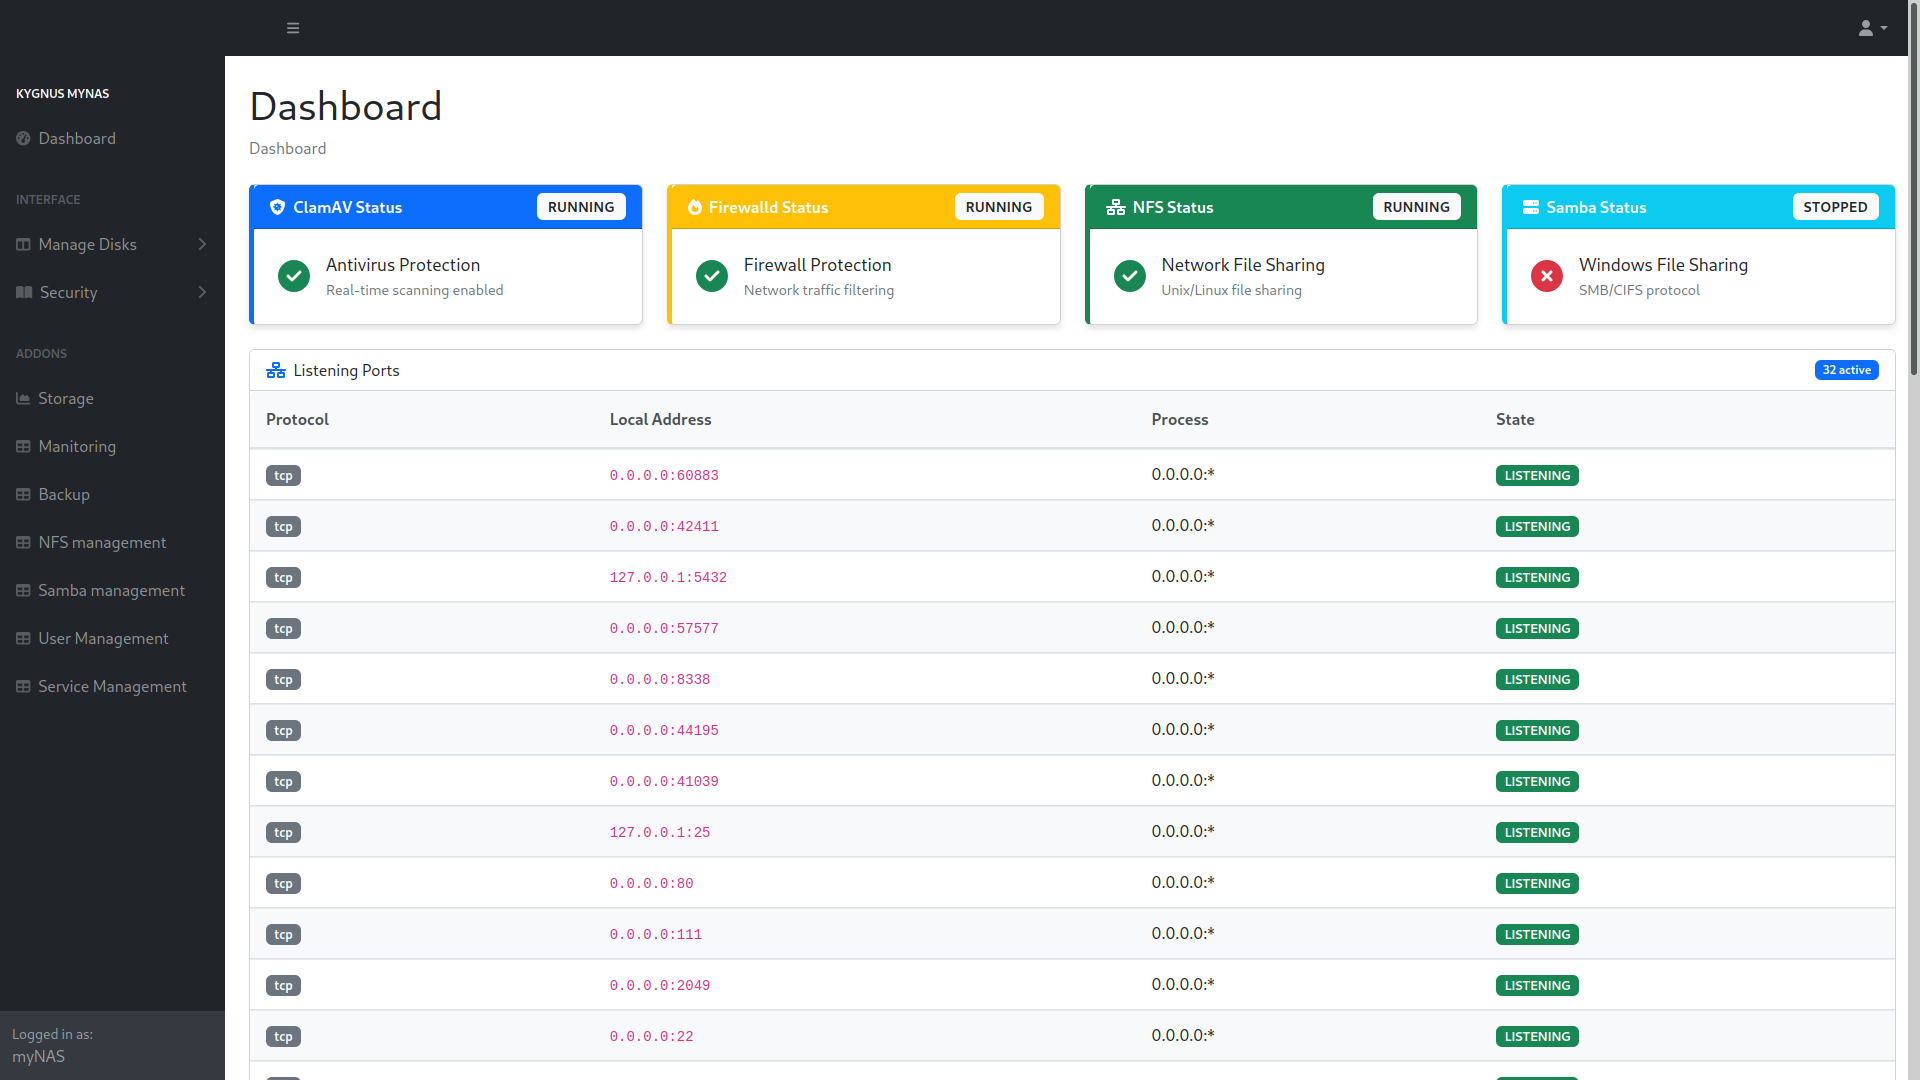 KYGNUS MYNAS
Dashboard
INTERFACE
Manage Disks
Security
ADDONS
Storage
Manitoring
Backup
NFS management
Samba management
User Management
Service Management
Logged in as:
myNAS
Dashboard
Dashboard
ClamAV Status RUNNING
Antivirus Protection
Real-time scanning enabled
Firewalld Status RUNNING
Firewall Protection
Network traffic filtering
NFS Status RUNNING
Network File Sharing
Unix/Linux file sharing
Samba Status STOPPED
Windows File Sharing
SMB/CIFS protocol
Listening Ports 32 active
Protocol Local Address Process State
tcp 0.0.0.0:60883 0.0.0.0:* LISTENING
tcp 0.0.0.0:42411 0.0.0.0:* LISTENING
tcp 127.0.0.1:5432 0.0.0.0:* LISTENING
tcp 0.0.0.0:57577 0.0.0.0:* LISTENING
tcp 0.0.0.0:8338 0.0.0.0:* LISTENING
tcp 0.0.0.0:44195 0.0.0.0:* LISTENING
tcp 0.0.0.0:41039 0.0.0.0:* LISTENING
tcp 127.0.0.1:25 0.0.0.0:* LISTENING
tcp 0.0.0.0:80 0.0.0.0:* LISTENING
tcp 0.0.0.0:111 0.0.0.0:* LISTENING
tcp 0.0.0.0:2049 0.0.0.0:* LISTENING
tcp 0.0.0.0:22 0.0.0.0:* LISTENING